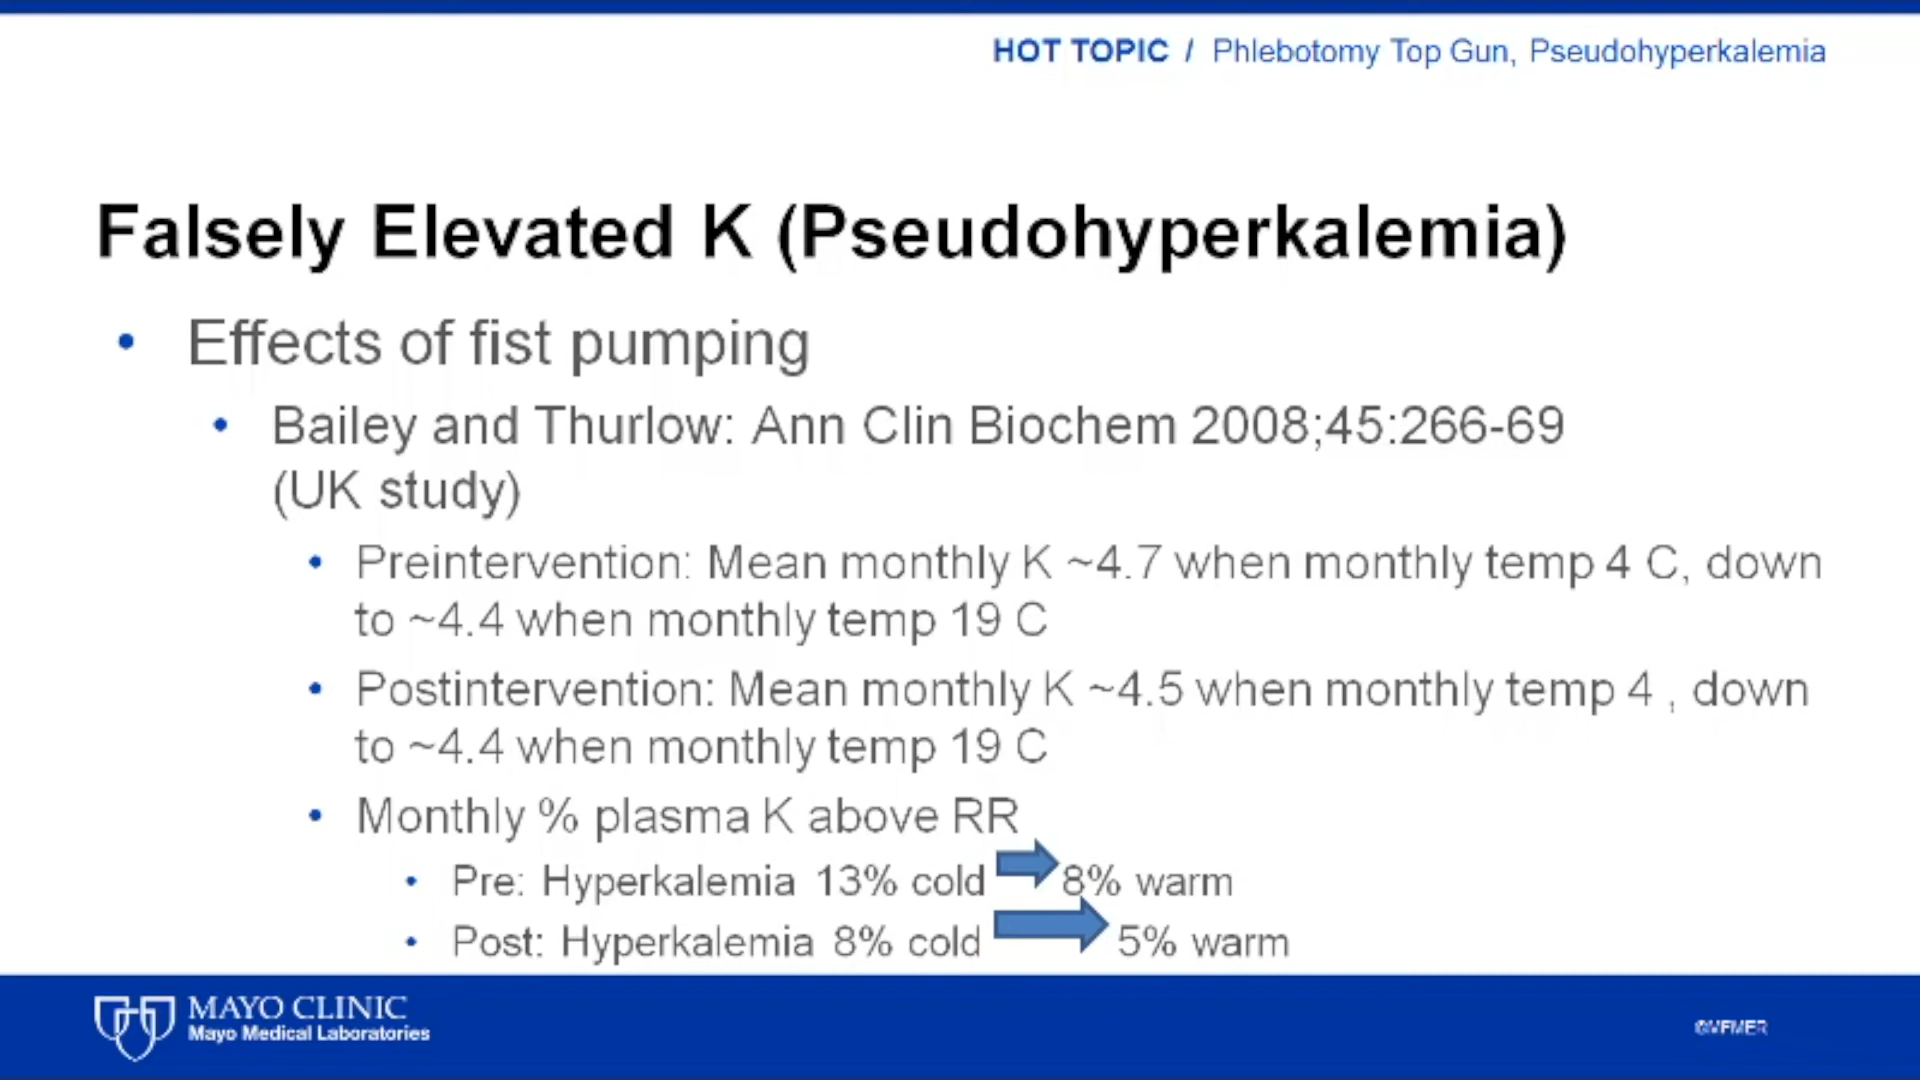 HOT TOPIC / Phlebotomy Top Gun, Pseudohyperkalemia
Falsely Elevated K (Pseudohyperkalemia)
• Effects of fist pumping
• Bailey and Thurlow: Ann Clin Biochem 2008;45:266-69
(UK study)
• Preintervention: Mean monthly K ~4.7 when monthly temp 4 C, down
to ~4.4 when monthly temp 19 C
• Postintervention: Mean monthly K ~4.5 when monthly temp 4 , down
to ~4.4 when monthly temp 19 C
• Monthly % plasma K above RR
• Pre: Hyperkalemia 13% cold 8% warm
• Post: Hyperkalemia 8% cold 5% warm
MAYO CLINIC
Mayo Medical Laboratories
©MFMER